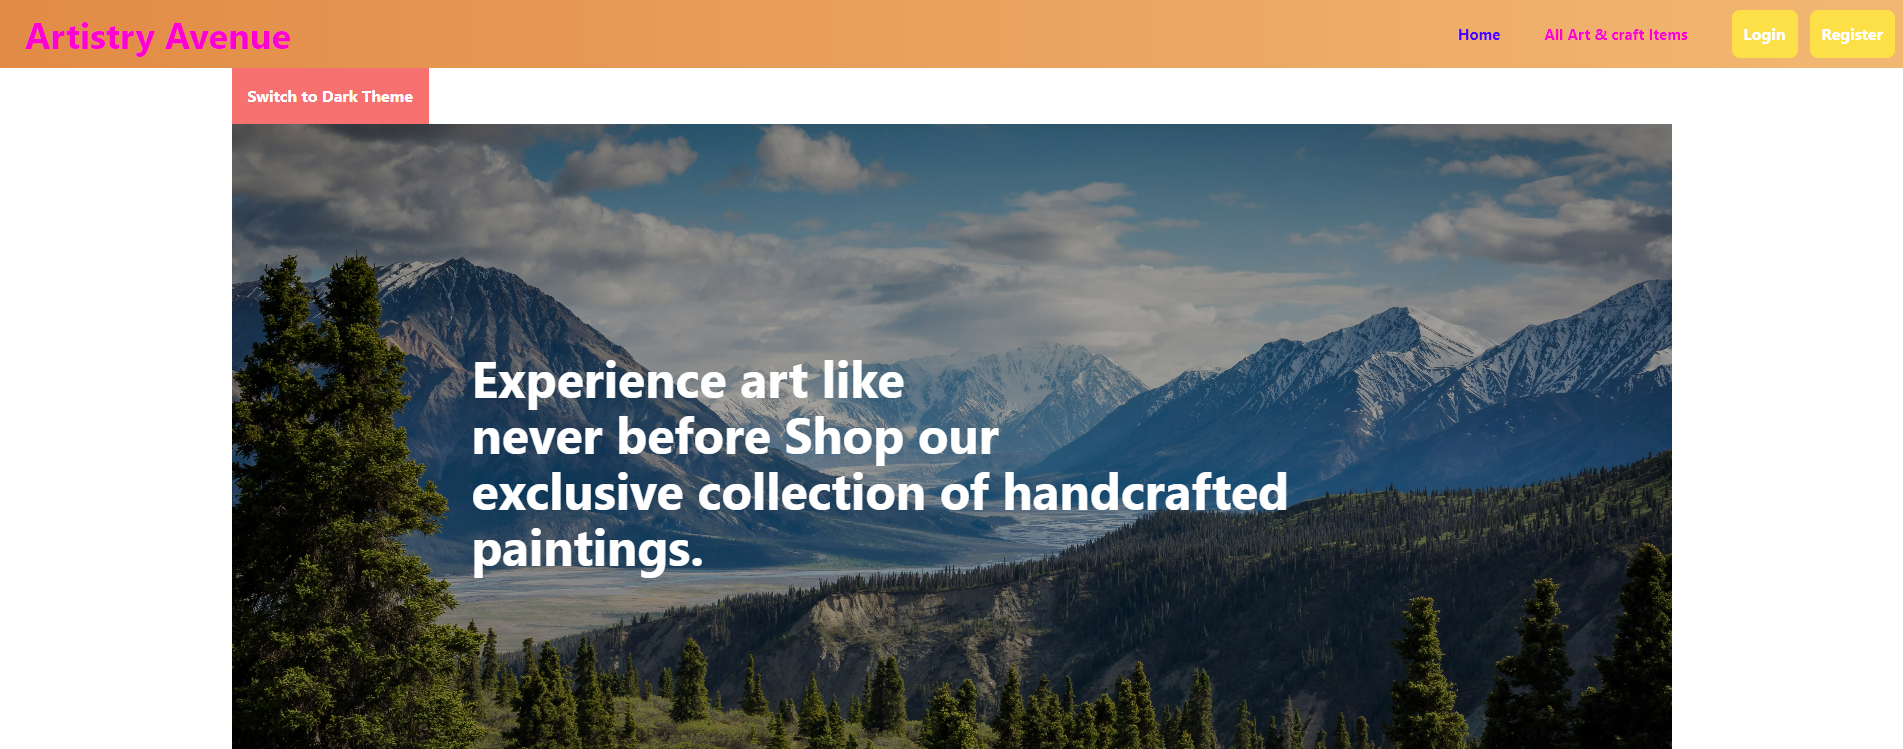 Artistry Avenue
Home
All Art & craft Items
Login
Register
Switch to Dark Theme
Experience art like
never before Shop our
exclusive collection of handcrafted
paintings.